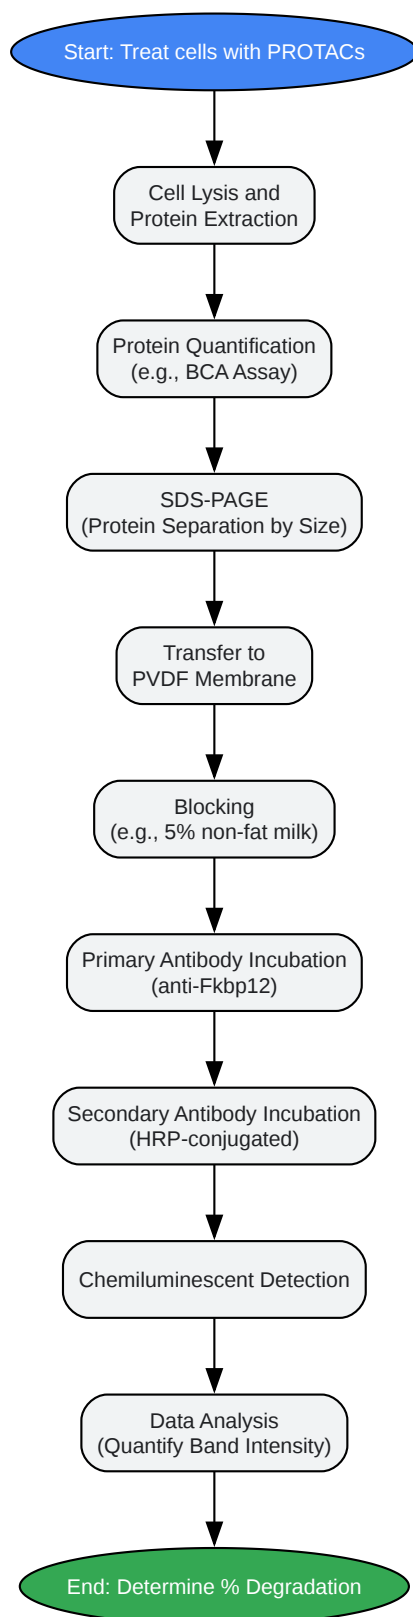 Start: Treat cells with PROTACs
Cell Lysis and
Protein Extraction
Protein Quantification
(e.g., BCA Assay)
SDS-PAGE
(Protein Separation by Size)
Transfer to
PVDF Membrane
Blocking
(e.g., 5% non-fat milk)
Primary Antibody Incubation
(anti-Fkbp12)
Secondary Antibody Incubation
(HRP-conjugated)
Chemiluminescent Detection
Data Analysis
(Quantify Band Intensity)
End: Determine % Degradation